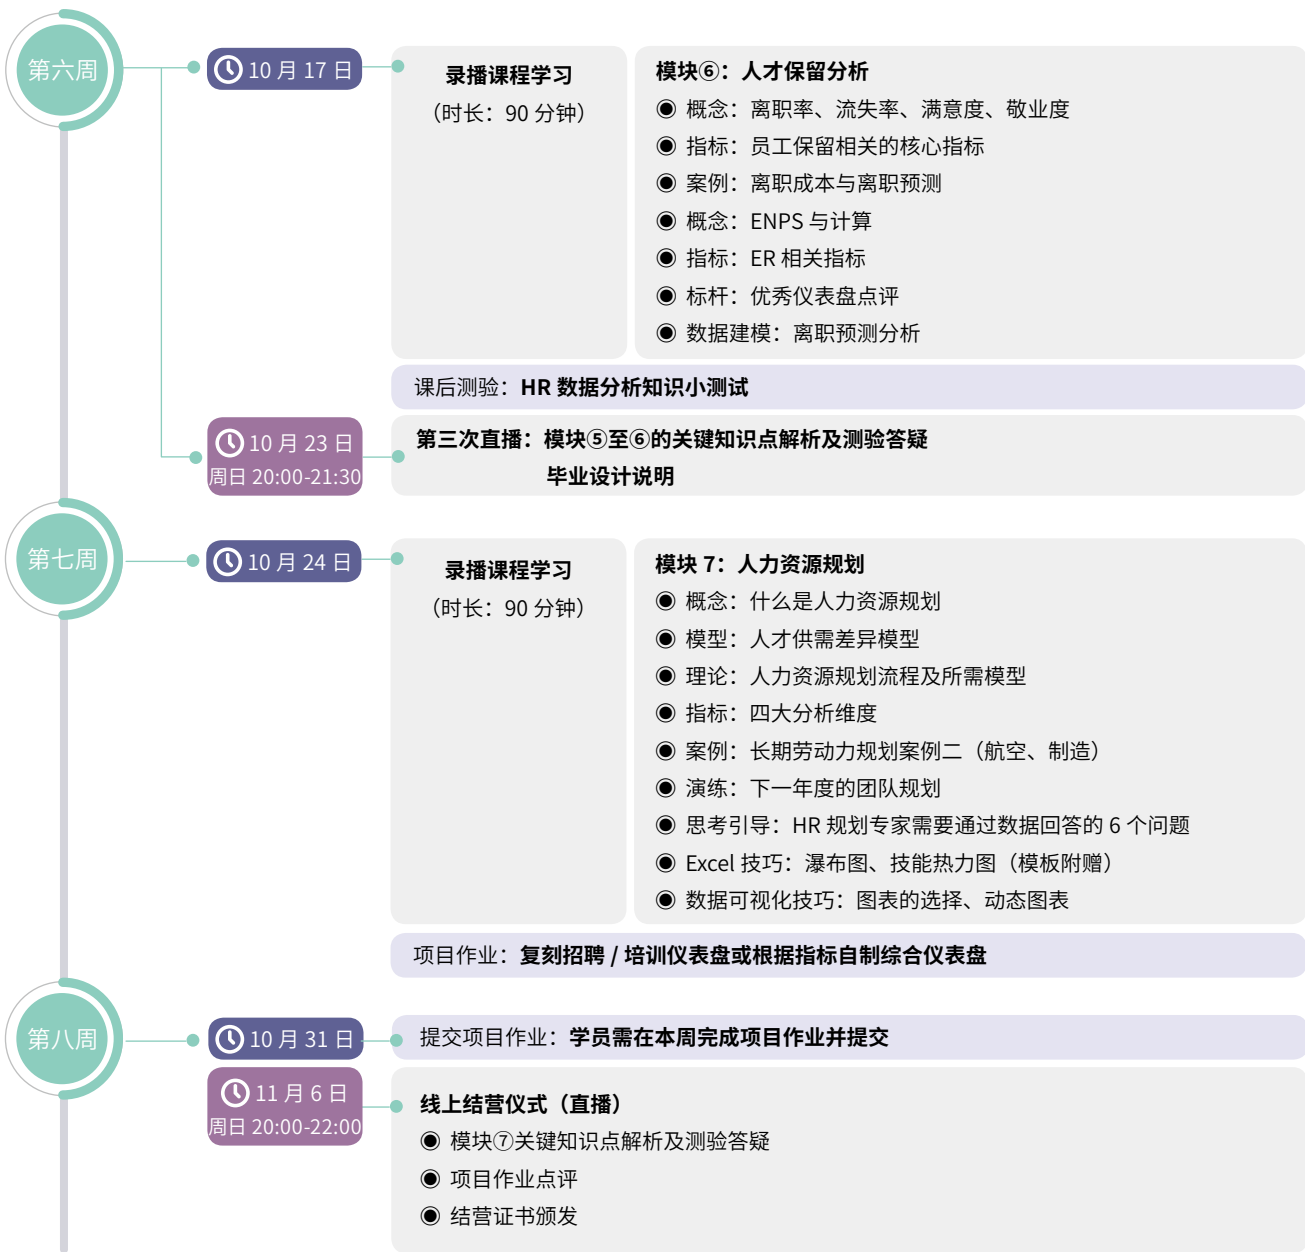 第六周
10 月 17 日
录播课程学习
（时长：90 分钟）
模块⑥：人才保留分析
◉ 概念：离职率、流失率、满意度、敬业度
◉ 指标：员工保留相关的核心指标
◉ 案例：离职成本与离职预测
◉ 概念：ENPS 与计算
◉ 指标：ER 相关指标
◉ 标杆：优秀仪表盘点评
◉ 数据建模：离职预测分析
课后测验：HR 数据分析知识小测试
10 月 23 日
周日 20:00-21:30
第三次直播：模块⑤至⑥的关键知识点解析及测验答疑
毕业设计说明
第七周
10 月 24 日
录播课程学习
（时长：90 分钟）
模块 7：人力资源规划
◉ 概念：什么是人力资源规划
◉ 模型：人才供需差异模型
◉ 理论：人力资源规划流程及所需模型
◉ 指标：四大分析维度
◉ 案例：长期劳动力规划案例二（航空、制造）
◉ 演练：下一年度的团队规划
◉ 思考引导：HR 规划专家需要通过数据回答的 6 个问题
◉ Excel 技巧：瀑布图、技能热力图（模板附赠）
◉ 数据可视化技巧：图表的选择、动态图表
项目作业：复刻招聘 / 培训仪表盘或根据指标自制综合仪表盘
第八周
10 月 31 日
提交项目作业：学员需在本周完成项目作业并提交
11 月 6 日
周日 20:00-22:00
线上结营仪式（直播）
◉ 模块⑦关键知识点解析及测验答疑
◉ 项目作业点评
◉ 结营证书颁发